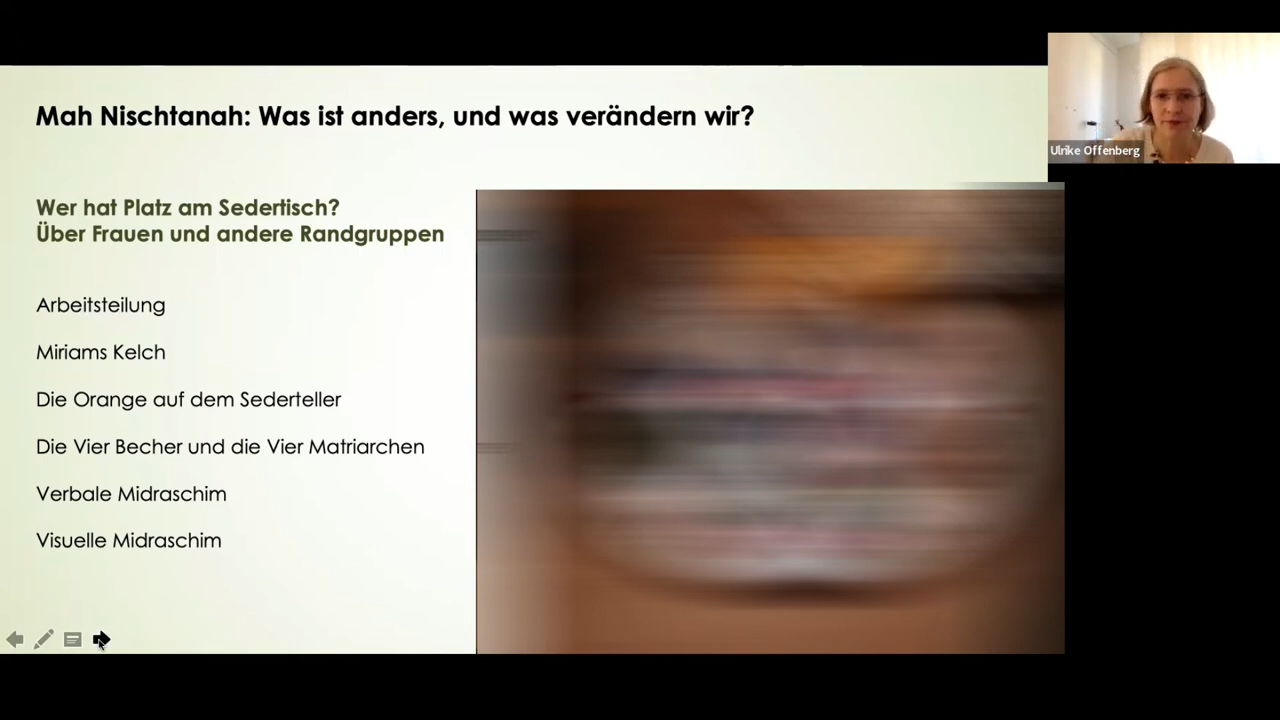 Mah Nischtanah: Was ist anders, und was verändern wir?
Ulrike Offenberg
Wer hat Platz am Sedertisch?
Über Frauen und andere Randgruppen
Arbeitsteilung
Miriams Kelch
Die Orange auf dem Sederteller
Die Vier Becher und die Vier Matriarchen
Verbale Midraschim
Visuelle Midraschim